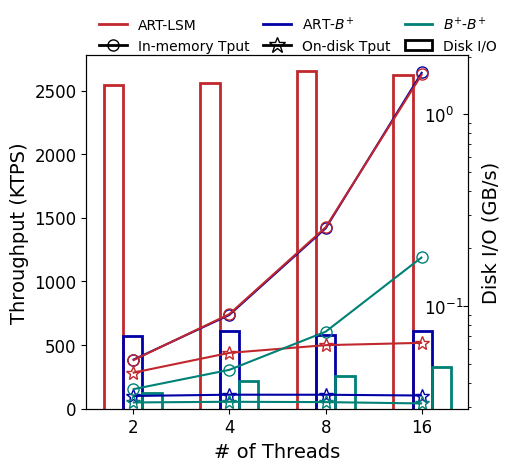 ART-LSM ART-B⁺ B⁺-B⁺
In-memory Tput On-disk Tput Disk I/O
Throughput (KTPS)
2500
2000
1500
1000
500
0
2 4 8 16
# of Threads
10⁰
10⁻¹
Disk I/O (GB/s)